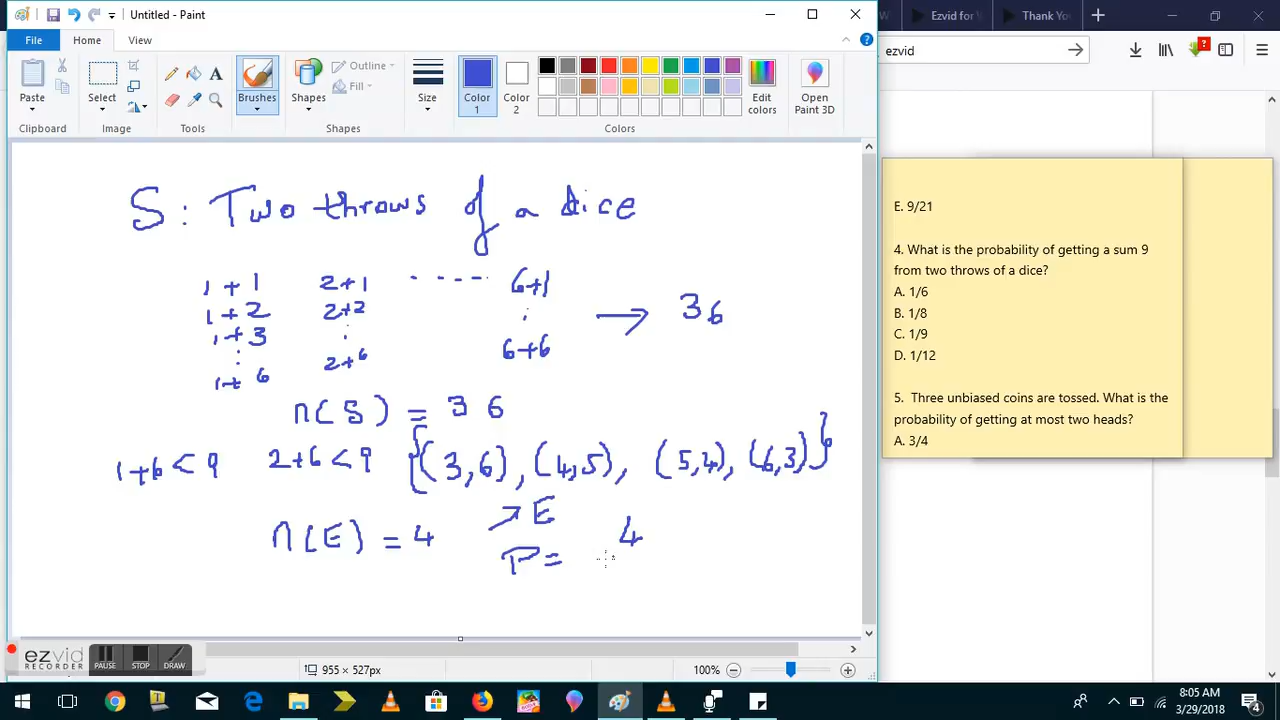 Untitled - Paint
Ezvid for
Thank You
File
Home
View
ezvid
Paste
Select
Brushes
Shapes
Outline
Fill
Size
Color 1
Color 2
Edit colors
Open Paint 3D
Clipboard
Image
Tools
Shapes
Colors
S: Two throws of a dice
1+1 2+1 ..... 6+1
1+2 2+2 :
1+3 : 6+6
: 2+6
1+6
→ 36
n(S) = 36
1+6<9 2+6<9 {(3,6), (4,5), (5,4), (6,3)}
n(E) = 4 → E
P = 4
E. 9/21
4. What is the probability of getting a sum 9
from two throws of a dice?
A. 1/6
B. 1/8
C. 1/9
D. 1/12
5. Three unbiased coins are tossed. What is the
probability of getting at most two heads?
A. 3/4
ezvid
RECORDER
PAUSE
STOP
DRAW
955 × 527px
100%
8:05 AM
3/29/2018
4